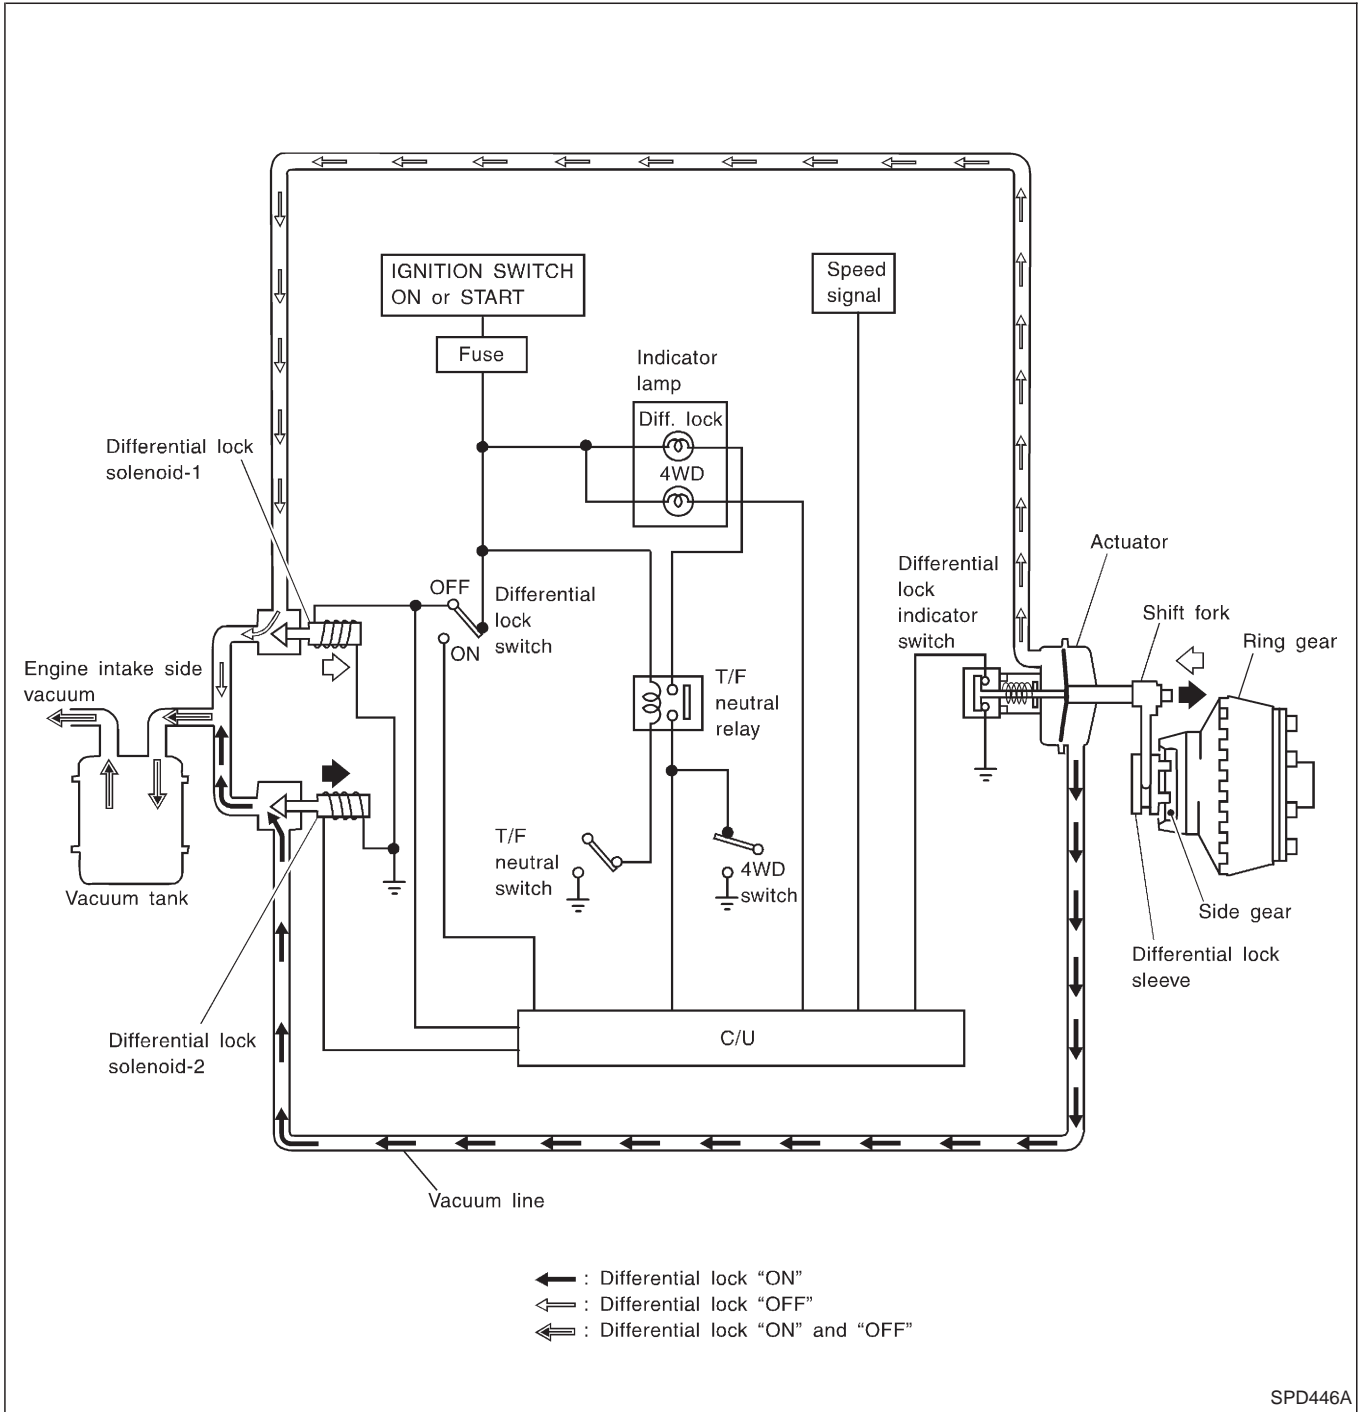 IGNITION SWITCH
ON or START
Speed
signal
Fuse
Indicator
lamp
Diff. lock
4WD
Differential lock
solenoid-1
Actuator
Differential
lock
indicator
switch
OFF
Differential
lock
switch
ON
Shift fork
Ring gear
Engine intake side
vacuum
T/F
neutral
relay
T/F
neutral
switch
4WD
switch
Vacuum tank
Side gear
Differential lock
sleeve
Differential lock
solenoid-2
C/U
Vacuum line
: Differential lock “ON”
: Differential lock “OFF”
: Differential lock “ON” and “OFF”
SPD446A